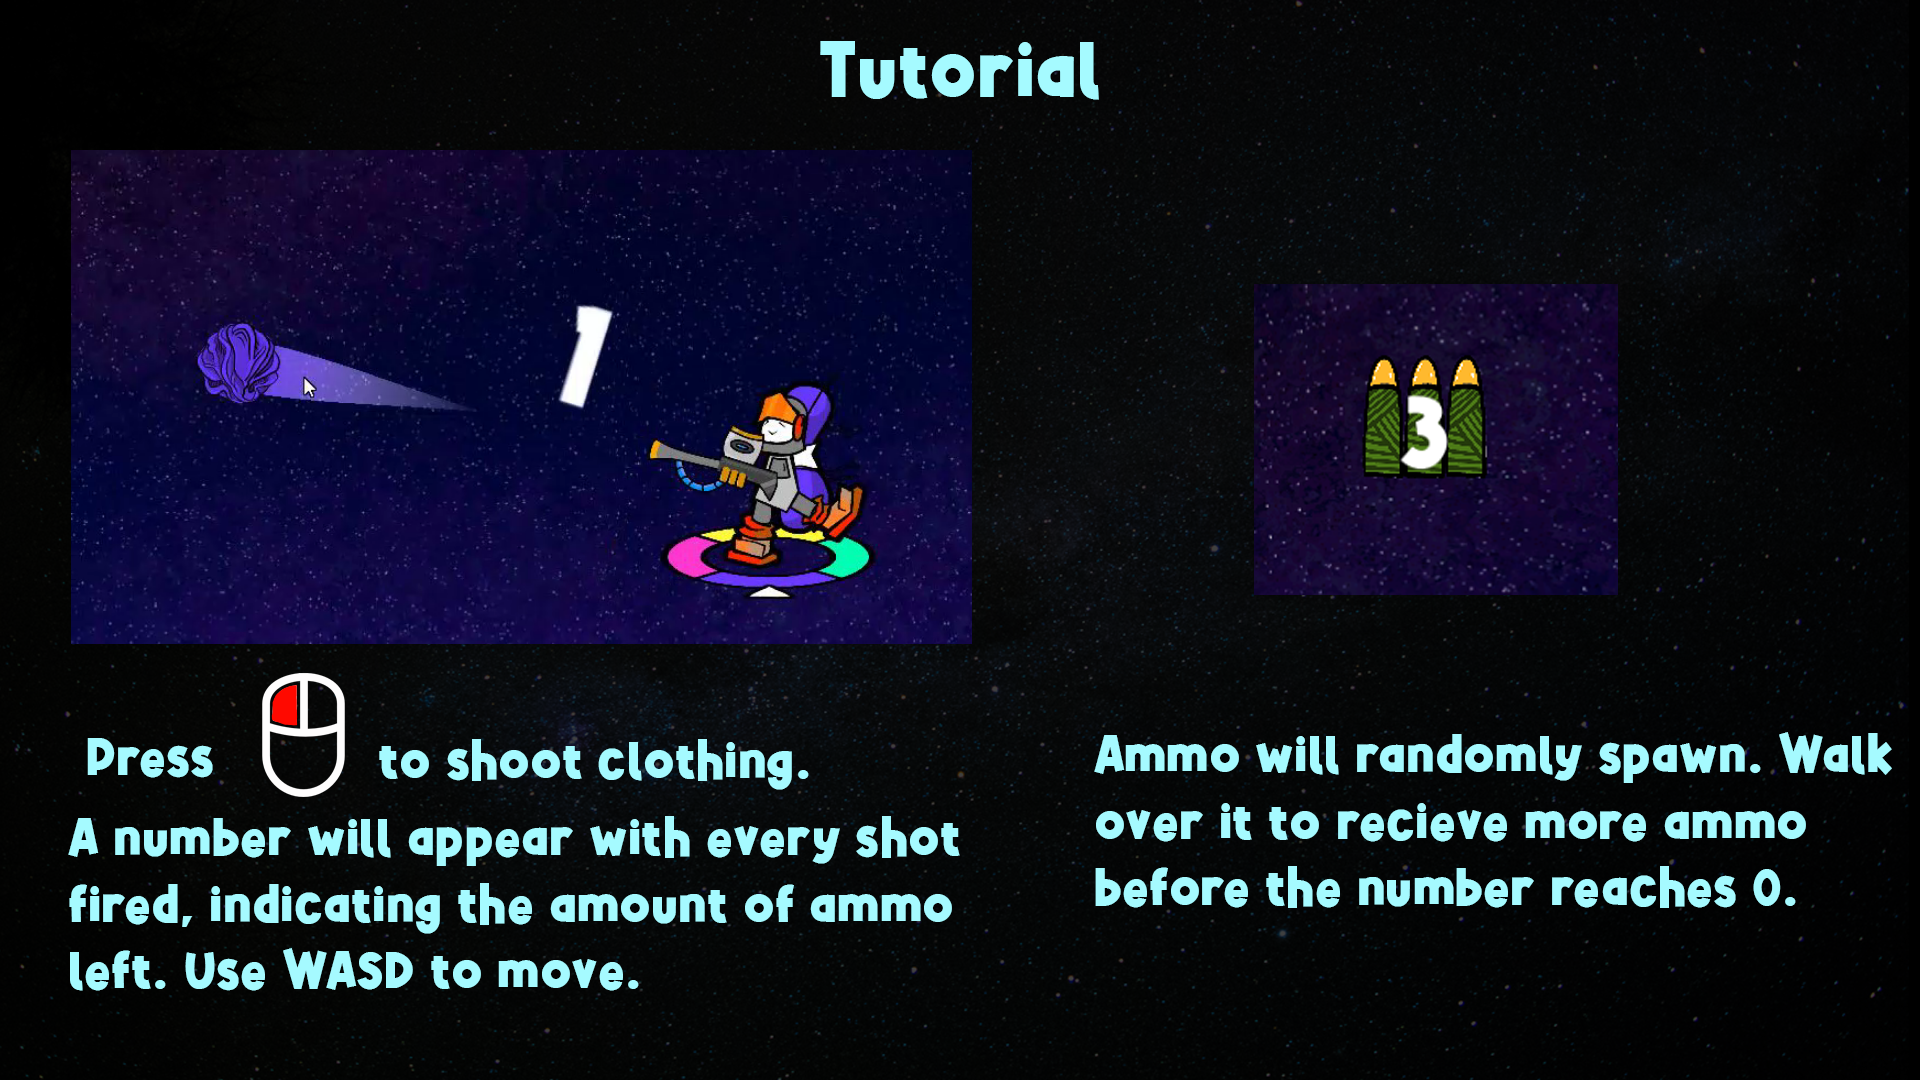 Tutorial
1
3
Press to shoot clothing.
A number will appear with every shot
fired, indicating the amount of ammo
left. Use WASD to move.
Ammo will randomly spawn. Walk
over it to recieve more ammo
before the number reaches 0.